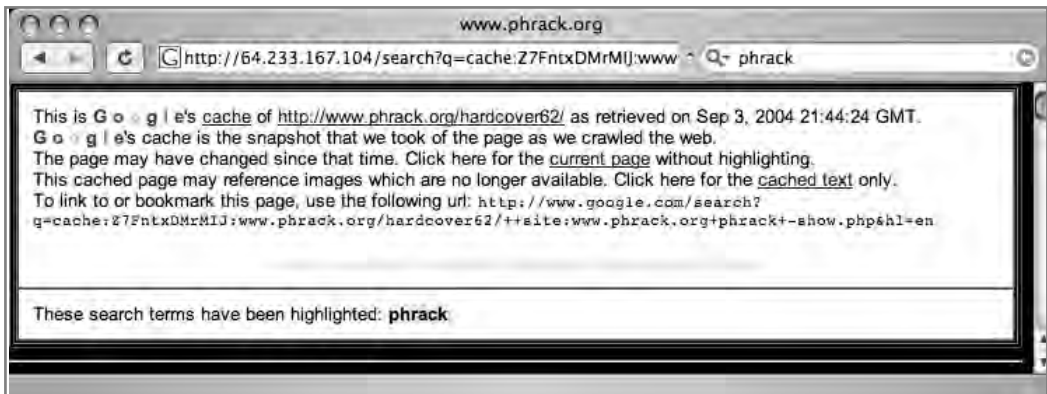 www.phrack.org
http://64.233.167.104/search?q=cache:Z7FntxDMrMIJ:www
phrack
This is Google's cache of http://www.phrack.org/hardcover62/ as retrieved on Sep 3, 2004 21:44:24 GMT.
Google's cache is the snapshot that we took of the page as we crawled the web.
The page may have changed since that time. Click here for the current page without highlighting.
This cached page may reference images which are no longer available. Click here for the cached text only.
To link to or bookmark this page, use the following url: http://www.google.com/search?
q=cache:Z7FntxDMrMIJ:www.phrack.org/hardcover62/++site:www.phrack.org+phrack+-show.php&hl=en
These search terms have been highlighted: phrack